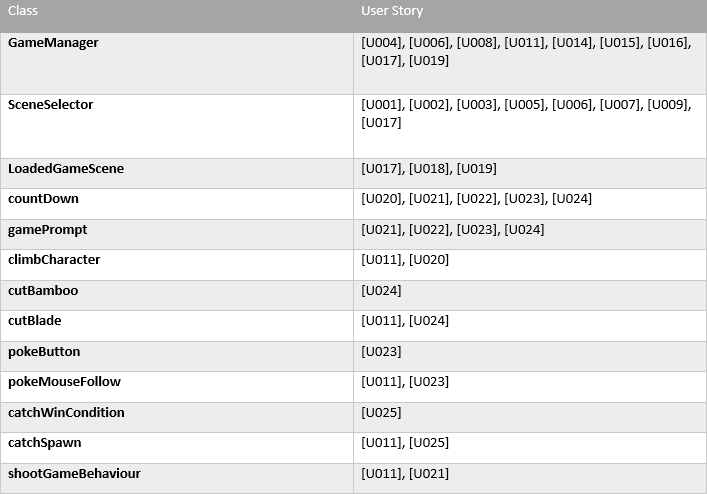 Class User Story
GameManager [U004], [U006], [U008], [U011], [U014], [U015], [U016],
[U017], [U019]
SceneSelector [U001], [U002], [U003], [U005], [U006], [U007], [U009],
[U017]
LoadedGameScene [U017], [U018], [U019]
countDown [U020], [U021], [U022], [U023], [U024]
gamePrompt [U021], [U022], [U023], [U024]
climbCharacter [U011], [U020]
cutBamboo [U024]
cutBlade [U011], [U024]
pokeButton [U023]
pokeMouseFollow [U011], [U023]
catchWinCondition [U025]
catchSpawn [U011], [U025]
shootGameBehaviour [U011], [U021]